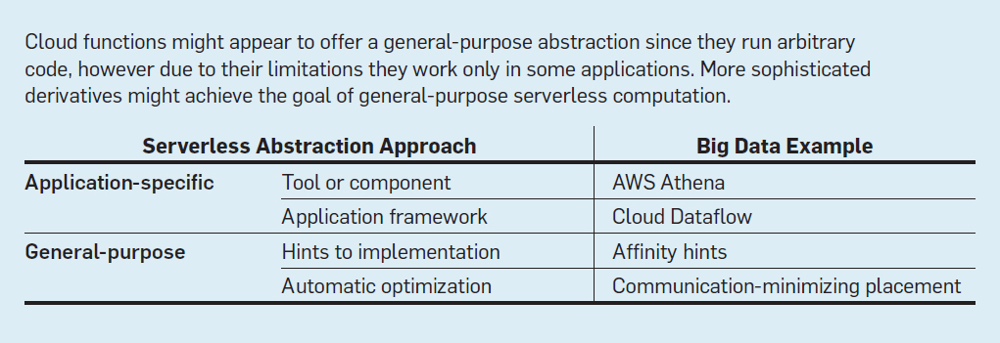 Cloud functions might appear to offer a general-purpose abstraction since they run arbitrary
code, however due to their limitations they work only in some applications. More sophisticated
derivatives might achieve the goal of general-purpose serverless computation.
Serverless Abstraction Approach Big Data Example
Application-specific Tool or component AWS Athena
Application framework Cloud Dataflow
General-purpose Hints to implementation Affinity hints
Automatic optimization Communication-minimizing placement